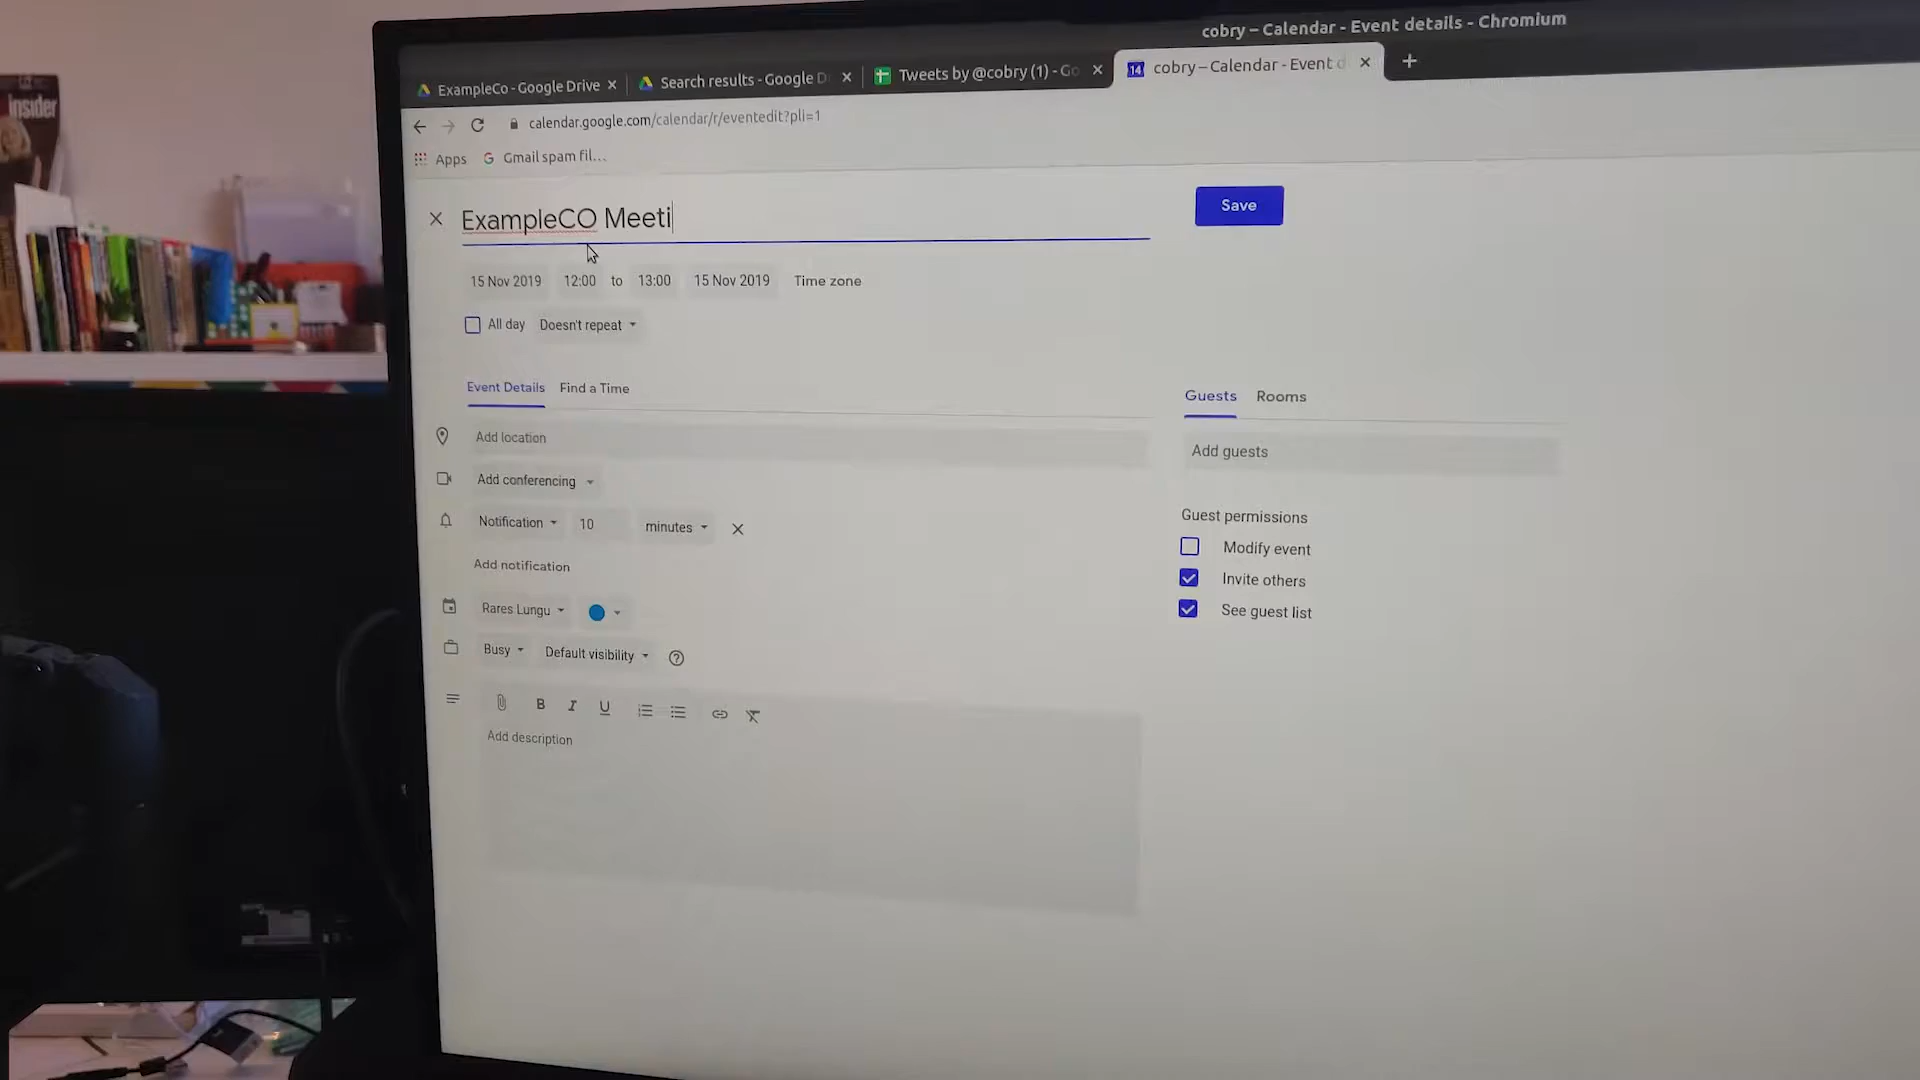 insider
cobry – Calendar - Event details - Chromium
ExampleCo - Google Drive
Search results - Google D
Tweets by @cobry (1) - Go
14
cobry – Calendar - Event d
calendar.google.com/calendar/r/eventedit?pli=1
Apps
G Gmail spam fil...
ExampleCO Meeti
Save
15 Nov 2019 12:00 to 13:00 15 Nov 2019 Time zone
All day Doesn't repeat
Event Details Find a Time
Guests Rooms
Add location
Add guests
Add conferencing
Notification 10 minutes
Add notification
Guest permissions
Modify event
Invite others
See guest list
Rares Lungu
Busy Default visibility
B I U
Add description